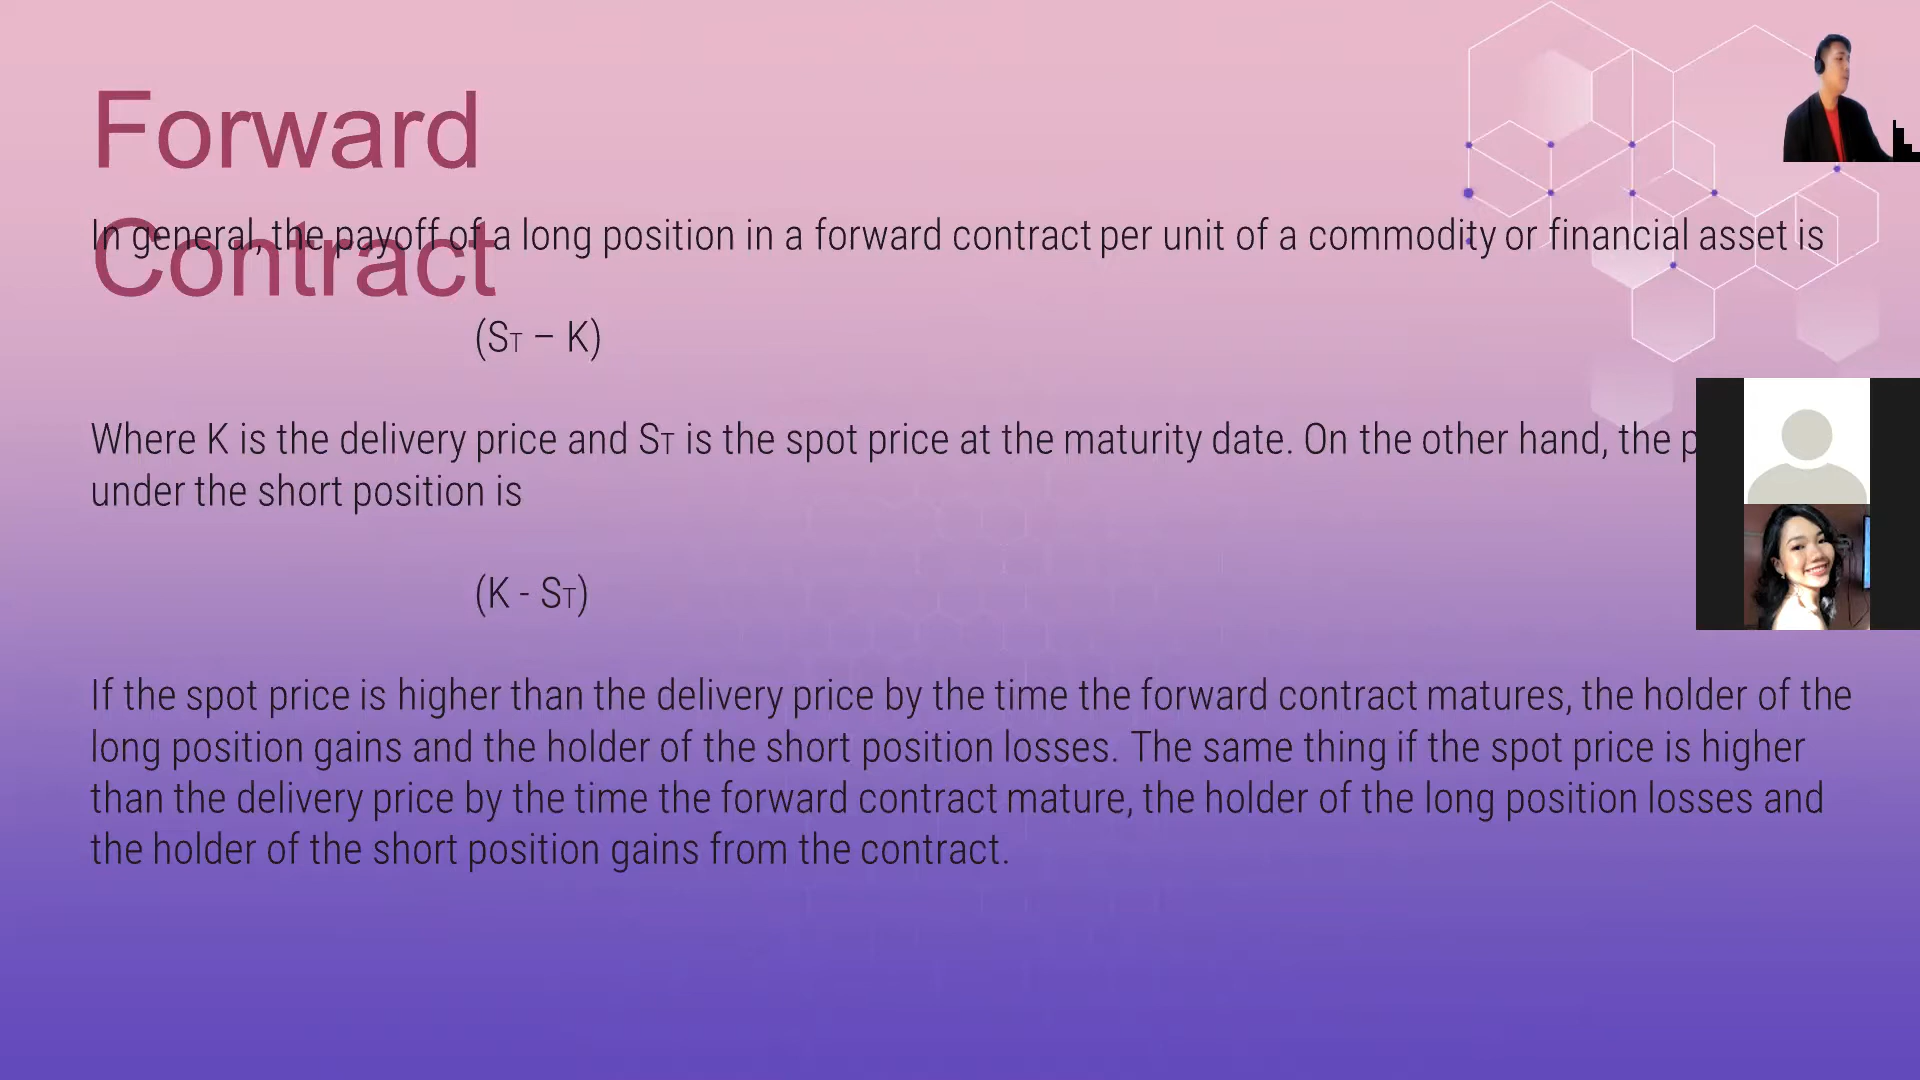 Forward
Contract
In general, the payoff of a long position in a forward contract per unit of a commodity or financial asset is
(ST – K)
Where K is the delivery price and ST is the spot price at the maturity date. On the other hand, the
under the short position is
(K - ST)
If the spot price is higher than the delivery price by the time the forward contract matures, the holder of the
long position gains and the holder of the short position losses. The same thing if the spot price is higher
than the delivery price by the time the forward contract mature, the holder of the long position losses and
the holder of the short position gains from the contract.